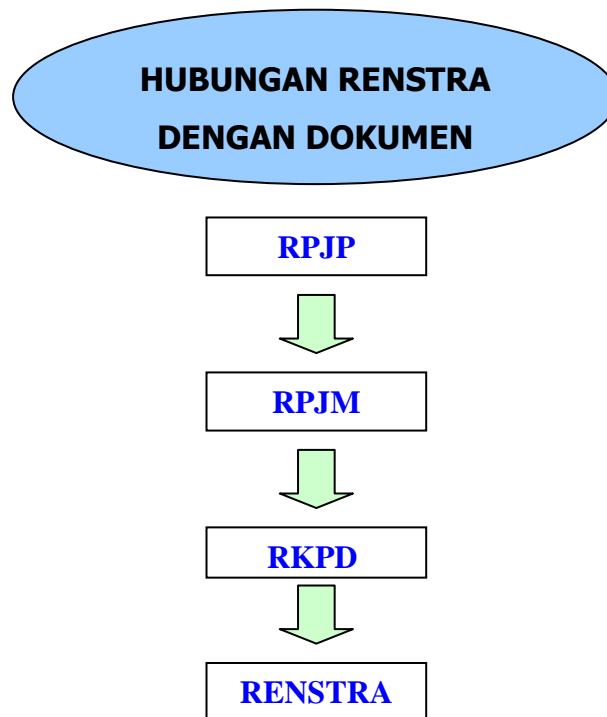 HUBUNGAN RENSTRA
DENGAN DOKUMEN
RPJP
RPJM
RKPD
RENSTRA